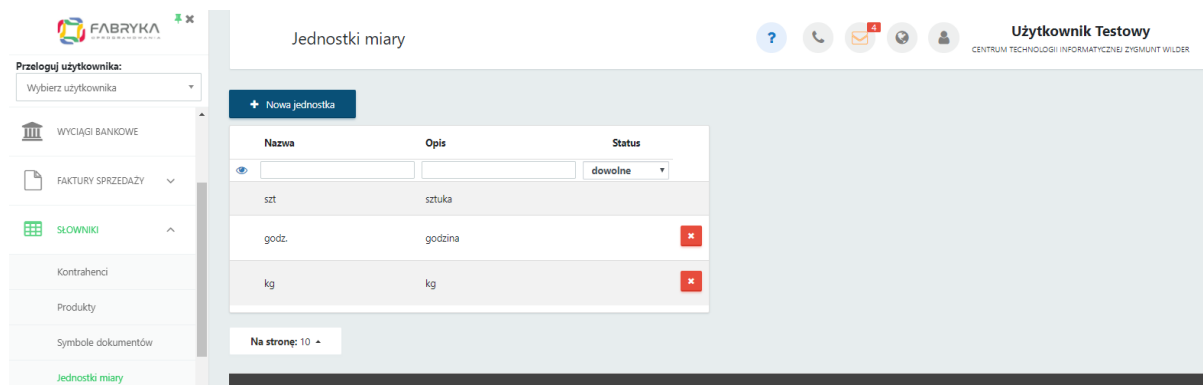 FABRYKA
OPROGRAMOWANIA
Przeloguj użytkownika:
Wybierz użytkownika
WYCIĄGI BANKOWE
FAKTURY SPRZEDAŻY
SŁOWNIKI
Kontrahenci
Produkty
Symbole dokumentów
Jednostki miary
Jednostki miary
?
4
Użytkownik Testowy
CENTRUM TECHNOLOGII INFORMATYCZNEJ ZYGMUNT WILDER
+ Nowa jednostka
Nazwa Opis Status
dowolne
szt sztuka
godz. godzina
kg kg
Na stronę: 10